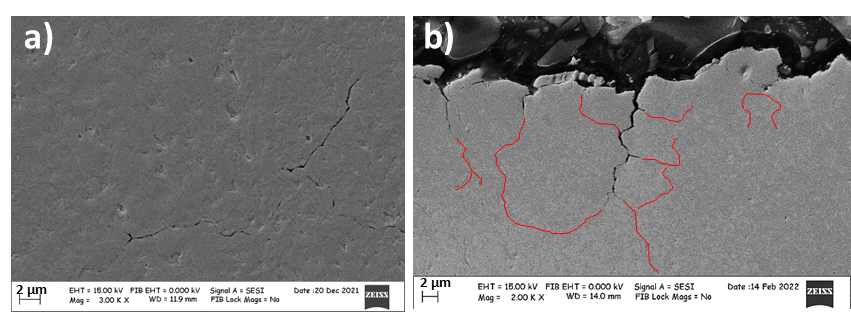 a)
2 µm
EHT = 15.00 kV
FIB EHT = 0.000 kV
Signal A = SESI
Date :20 Dec 2021
Mag = 3.00 K X
WD = 11.9 mm
FIB Lock Mags = No
ZEISS
b)
2 µm
EHT = 15.00 kV
FIB EHT = 0.000 kV
Signal A = SESI
Date :14 Feb 2022
Mag = 2.00 K X
WD = 14.0 mm
FIB Lock Mags = No
ZEISS